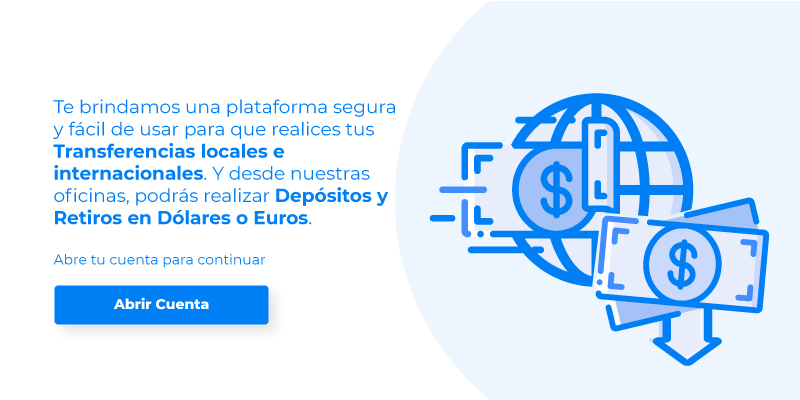 Te brindamos una plataforma segura
y fácil de usar para que realices tus
Transferencias locales e
internacionales. Y desde nuestras
oficinas, podrás realizar Depósitos y
Retiros en Dólares o Euros.
Abre tu cuenta para continuar
Abrir Cuenta
$
$